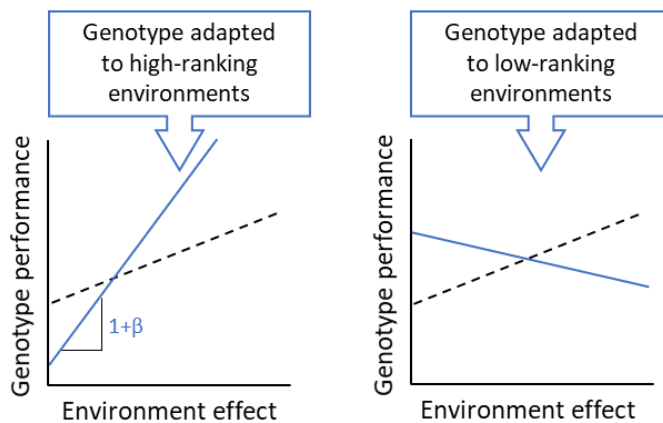 Genotype adapted
to high-ranking
environments
Genotype performance
1+β
Environment effect
Genotype adapted
to low-ranking
environments
Genotype performance
Environment effect